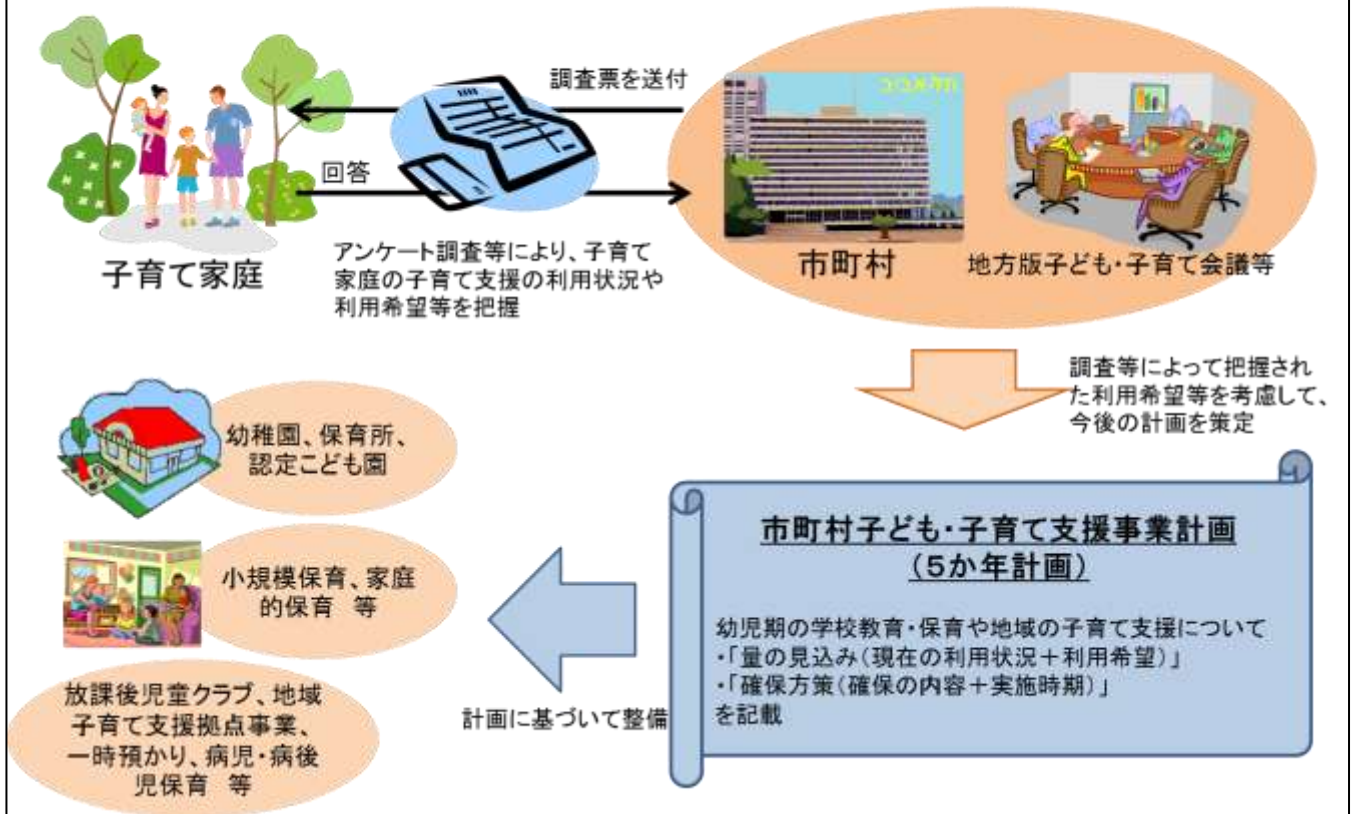 調査票を送付
回答
子育て家庭
アンケート調査等により、子育て
家庭の子育て支援の利用状況や
利用希望等を把握
市町村
地方版子ども・子育て会議等
調査等によって把握され
た利用希望等を考慮して、
今後の計画を策定
市町村子ども・子育て支援事業計画
（５か年計画）
幼児期の学校教育・保育や地域の子育て支援について
・「量の見込み（現在の利用状況＋利用希望）」
・「確保方策（確保の内容＋実施時期）」
を記載
計画に基づいて整備
幼稚園、保育所、
認定こども園
小規模保育、家庭
的保育　等
放課後児童クラブ、地域
子育て支援拠点事業、
一時預かり、病児・病後
児保育　等